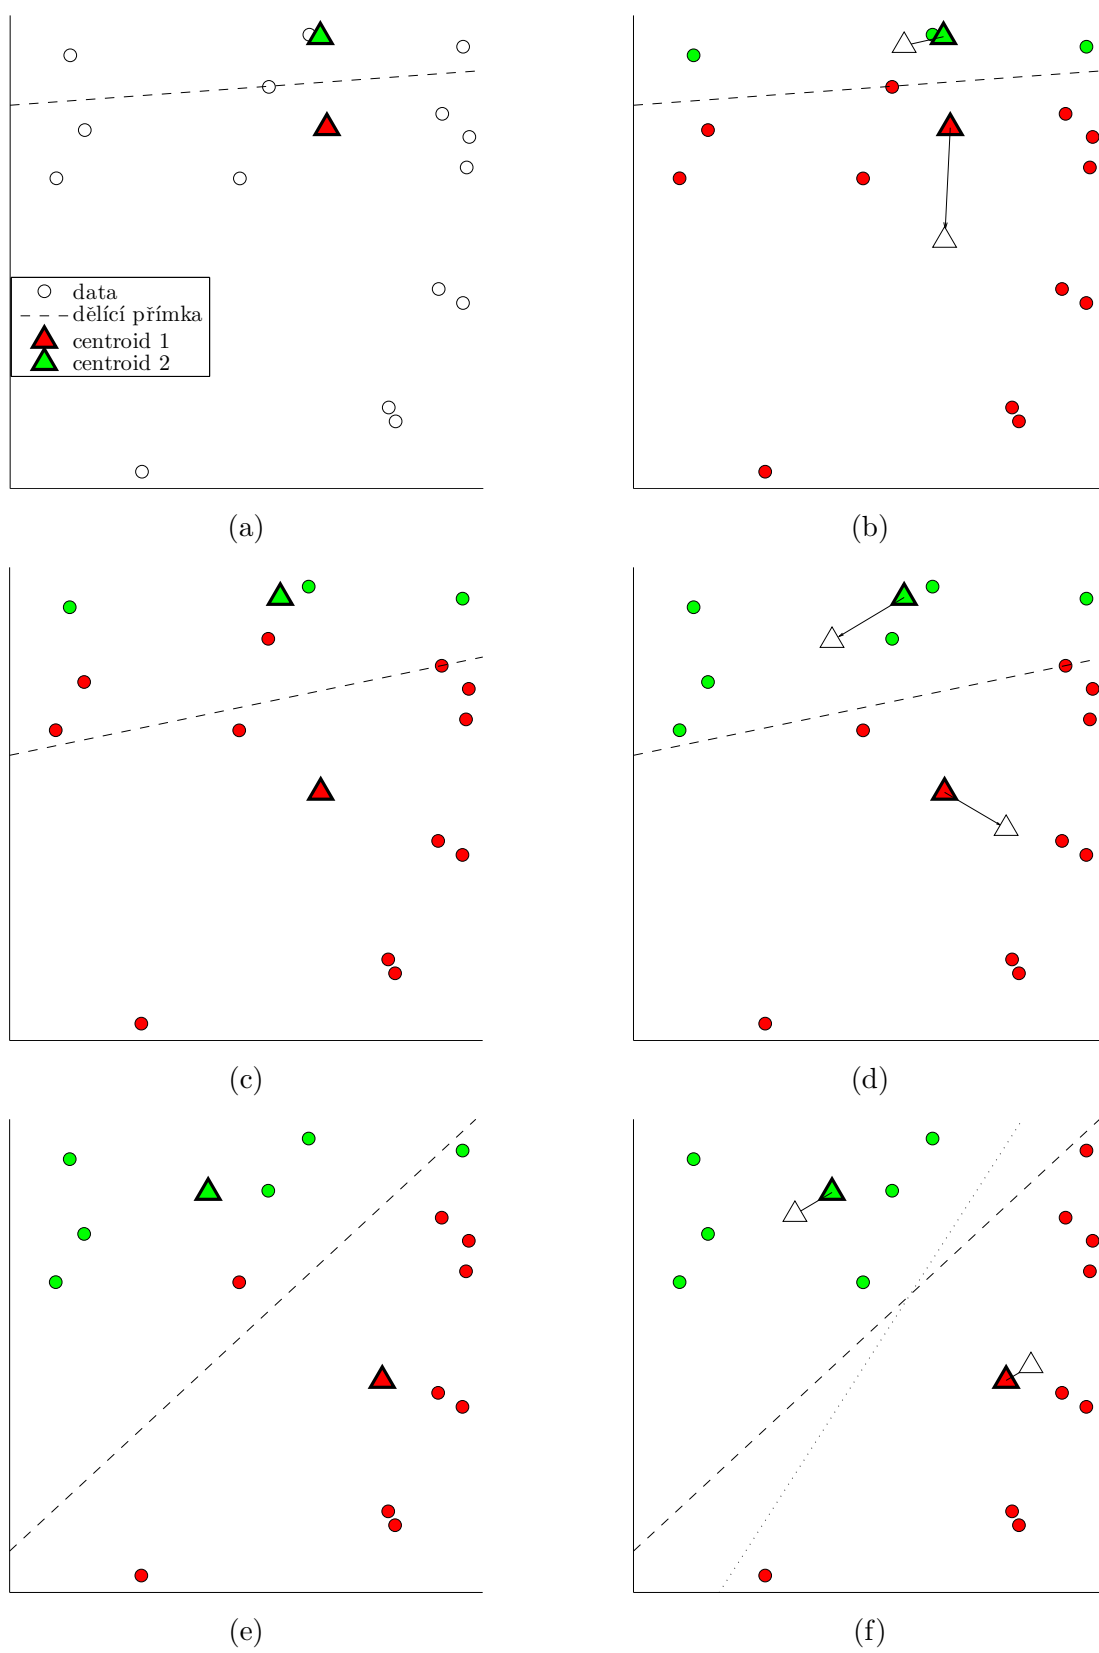 data
dělící přímka
centroid 1
centroid 2
(a)
(b)
(c)
(d)
(e)
(f)